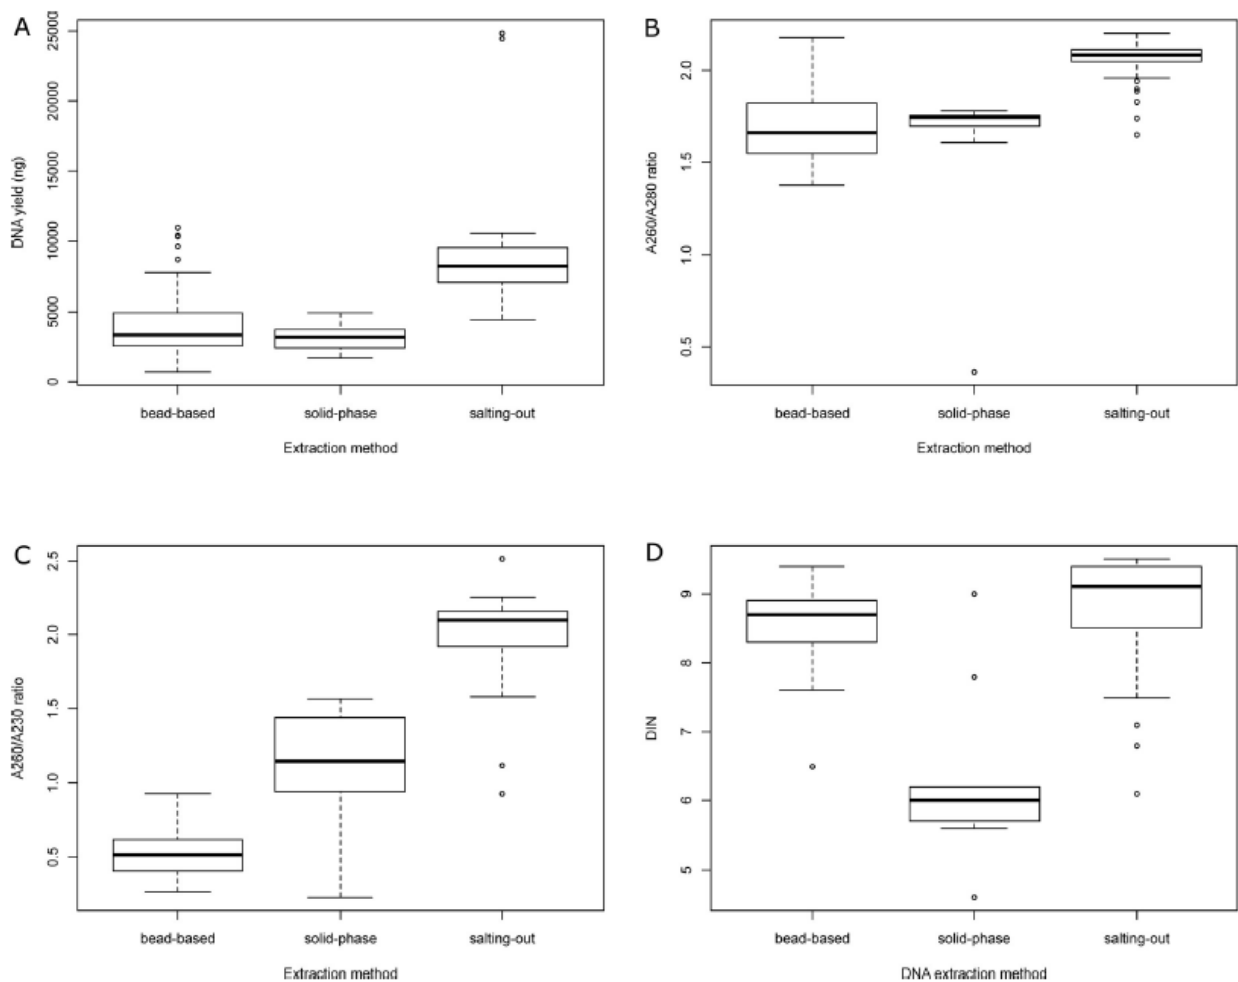 A
DNA yield (ng)
0 5000 10000 15000 20000 25000
bead-based solid-phase salting-out
Extraction method
B
A260/A280 ratio
0.5 1.0 1.5 2.0
bead-based solid-phase salting-out
Extraction method
C
A260/A230 ratio
0.5 1.0 1.5 2.0 2.5
bead-based solid-phase salting-out
Extraction method
D
DIN
5 6 7 8 9
bead-based solid-phase salting-out
DNA extraction method